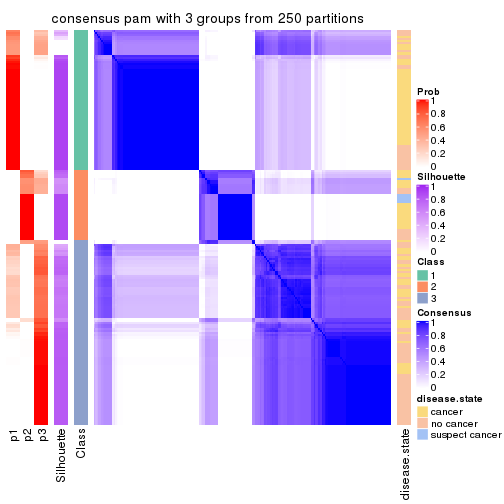 consensus pam with 3 groups from 250 partitions
Prob
1
0.8
0.6
0.4
0.2
0
Silhouette
1
0.8
0.6
0.4
0.2
0
Class
1
2
3
Consensus
1
0.8
0.6
0.4
0.2
0
disease.state
cancer
no cancer
suspect cancer
p1
p2
p3
Silhouette
Class
disease.state